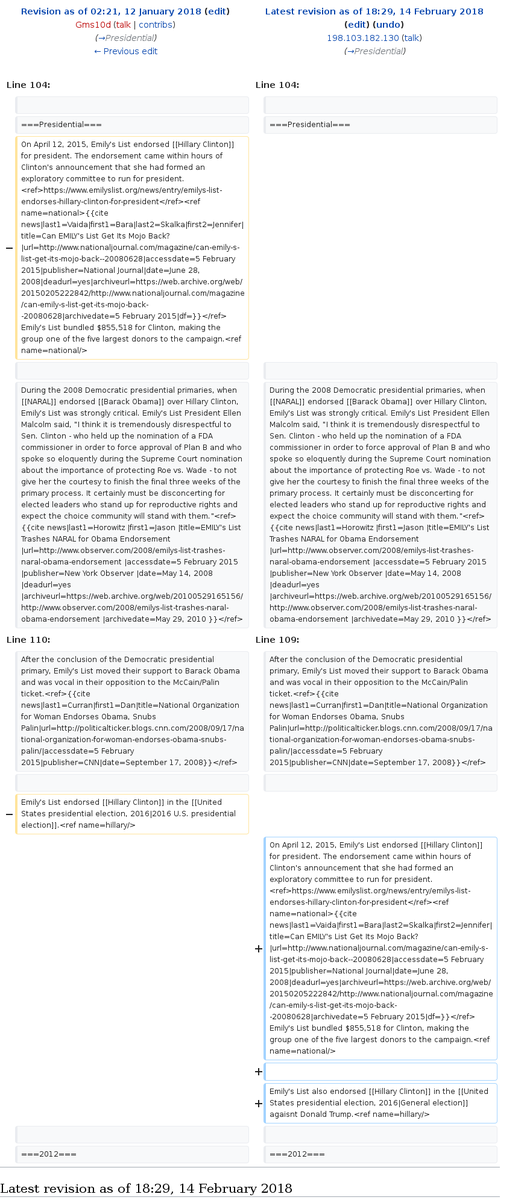 Revision as of 02:21, 12 January 2018 (edit)
Gms10d (talk | contribs)
(→Presidential)
← Previous edit
Latest revision as of 18:29, 14 February 2018
(edit) (undo)
198.103.182.130 (talk)
(→Presidential)
Line 104:
Line 104:
===Presidential===
===Presidential===
−
On April 12, 2015, Emily's List endorsed [[Hillary Clinton]]
for president. The endorsement came within hours of
Clinton's announcement that she had formed an
exploratory committee to run for president.
<ref>https://www.emilyslist.org/news/entry/emilys-list-
endorses-hillary-clinton-for-president</ref><ref
name=national>{{cite
news|last1=Vaida|first1=Bara|last2=Skalka|first2=Jennifer|
title=Can EMILY's List Get Its Mojo Back?
|url=http://www.nationaljournal.com/magazine/can-emily-s-
list-get-its-mojo-back--20080628|accessdate=5 February
2015|publisher=National Journal|date=June 28,
2008|deadurl=yes|archiveurl=https://web.archive.org/web/
20150205222842/http://www.nationaljournal.com/magazine
/can-emily-s-list-get-its-mojo-back-
-20080628|archivedate=5 February 2015|df=}}</ref>
Emily's List bundled $855,518 for Clinton, making the
group one of the five largest donors to the campaign.<ref
name=national/>
During the 2008 Democratic presidential primaries, when
[[NARAL]] endorsed [[Barack Obama]] over Hillary Clinton,
Emily's List was strongly critical. Emily's List President Ellen
Malcolm said, "I think it is tremendously disrespectful to
Sen. Clinton - who held up the nomination of a FDA
commissioner in order to force approval of Plan B and who
spoke so eloquently during the Supreme Court nomination
about the importance of protecting Roe vs. Wade - to not
give her the courtesy to finish the final three weeks of the
primary process. It certainly must be disconcerting for
elected leaders who stand up for reproductive rights and
expect the choice community will stand with them."<ref>
{{cite news|last1=Horowitz |first1=Jason |title=EMILY's List
Trashes NARAL for Obama Endorsement
|url=http://www.observer.com/2008/emilys-list-trashes-
naral-obama-endorsement |accessdate=5 February 2015
|publisher=New York Observer |date=May 14, 2008
|deadurl=yes
|archiveurl=https://web.archive.org/web/20100529165156/
http://www.observer.com/2008/emilys-list-trashes-naral-
obama-endorsement |archivedate=May 29, 2010 }}</ref>
During the 2008 Democratic presidential primaries, when
[[NARAL]] endorsed [[Barack Obama]] over Hillary Clinton,
Emily's List was strongly critical. Emily's List President Ellen
Malcolm said, "I think it is tremendously disrespectful to
Sen. Clinton - who held up the nomination of a FDA
commissioner in order to force approval of Plan B and who
spoke so eloquently during the Supreme Court nomination
about the importance of protecting Roe vs. Wade - to not
give her the courtesy to finish the final three weeks of the
primary process. It certainly must be disconcerting for
elected leaders who stand up for reproductive rights and
expect the choice community will stand with them."<ref>
{{cite news|last1=Horowitz |first1=Jason |title=EMILY's List
Trashes NARAL for Obama Endorsement
|url=http://www.observer.com/2008/emilys-list-trashes-
naral-obama-endorsement |accessdate=5 February 2015
|publisher=New York Observer |date=May 14, 2008
|deadurl=yes
|archiveurl=https://web.archive.org/web/20100529165156/
http://www.observer.com/2008/emilys-list-trashes-naral-
obama-endorsement |archivedate=May 29, 2010 }}</ref>
Line 110:
Line 109:
After the conclusion of the Democratic presidential
primary, Emily's List moved their support to Barack Obama
and was vocal in their opposition to the McCain/Palin
ticket.<ref>{{cite
news|last1=Curran|first1=Dan|title=National Organization
for Woman Endorses Obama, Snubs
Palin|url=http://politicalticker.blogs.cnn.com/2008/09/17/na
tional-organization-for-woman-endorses-obama-snubs-
palin/|accessdate=5 February
2015|publisher=CNN|date=September 17, 2008}}</ref>
After the conclusion of the Democratic presidential
primary, Emily's List moved their support to Barack Obama
and was vocal in their opposition to the McCain/Palin
ticket.<ref>{{cite
news|last1=Curran|first1=Dan|title=National Organization
for Woman Endorses Obama, Snubs
Palin|url=http://politicalticker.blogs.cnn.com/2008/09/17/na
tional-organization-for-woman-endorses-obama-snubs-
palin/|accessdate=5 February
2015|publisher=CNN|date=September 17, 2008}}</ref>
−
Emily's List endorsed [[Hillary Clinton]] in the [[United
States presidential election, 2016|2016 U.S. presidential
election]].<ref name=hillary/>
+
On April 12, 2015, Emily's List endorsed [[Hillary Clinton]]
for president. The endorsement came within hours of
Clinton's announcement that she had formed an
exploratory committee to run for president.
<ref>https://www.emilyslist.org/news/entry/emilys-list-
endorses-hillary-clinton-for-president</ref><ref
name=national>{{cite
news|last1=Vaida|first1=Bara|last2=Skalka|first2=Jennifer|
title=Can EMILY's List Get Its Mojo Back?
|url=http://www.nationaljournal.com/magazine/can-emily-s-
list-get-its-mojo-back--20080628|accessdate=5 February
2015|publisher=National Journal|date=June 28,
2008|deadurl=yes|archiveurl=https://web.archive.org/web/
20150205222842/http://www.nationaljournal.com/magazine
/can-emily-s-list-get-its-mojo-back-
-20080628|archivedate=5 February 2015|df=}}</ref>
Emily's List bundled $855,518 for Clinton, making the
group one of the five largest donors to the campaign.<ref
name=national/>
+
+
Emily's List also endorsed [[Hillary Clinton]] in the [[United
States presidential election, 2016|General election]]
agaisnt Donald Trump.<ref name=hillary/>
===2012===
===2012===
Latest revision as of 18:29, 14 February 2018